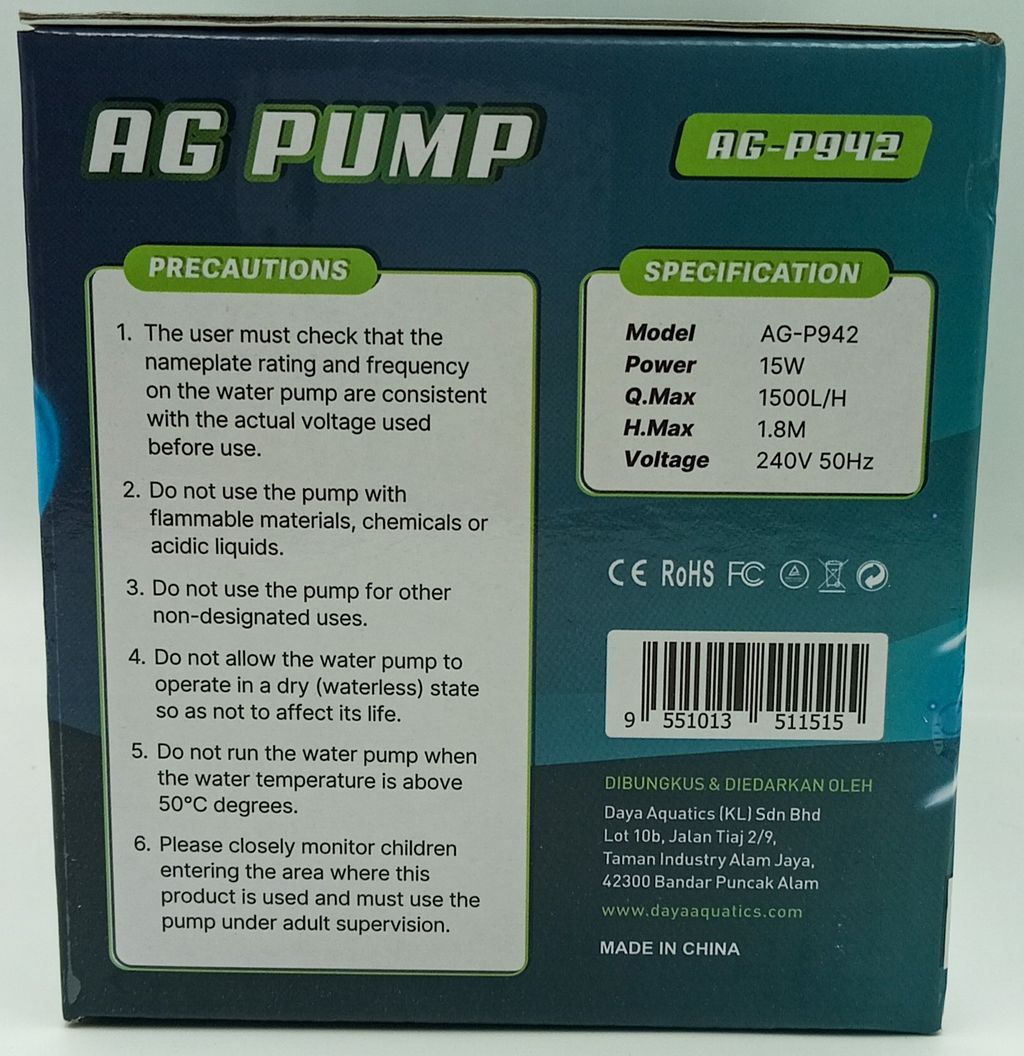 AG PUMP
AG-P942
PRECAUTIONS
1. The user must check that the
nameplate rating and frequency
on the water pump are consistent
with the actual voltage used
before use.
2. Do not use the pump with
flammable materials, chemicals or
acidic liquids.
3. Do not use the pump for other
non-designated uses.
4. Do not allow the water pump to
operate in a dry (waterless) state
so as not to affect its life.
5. Do not run the water pump when
the water temperature is above
50°C degrees.
6. Please closely monitor children
entering the area where this
product is used and must use the
pump under adult supervision.
SPECIFICATION
Model AG-P942
Power 15W
Q.Max 1500L/H
H.Max 1.8M
Voltage 240V 50Hz
CE RoHS FC
9 551013 511515
DIBUNGKUS & DIEDARKAN OLEH
Daya Aquatics (KL) Sdn Bhd
Lot 10b, Jalan Tiaj 2/9,
Taman Industry Alam Jaya,
42300 Bandar Puncak Alam
www.dayaaquatics.com
MADE IN CHINA